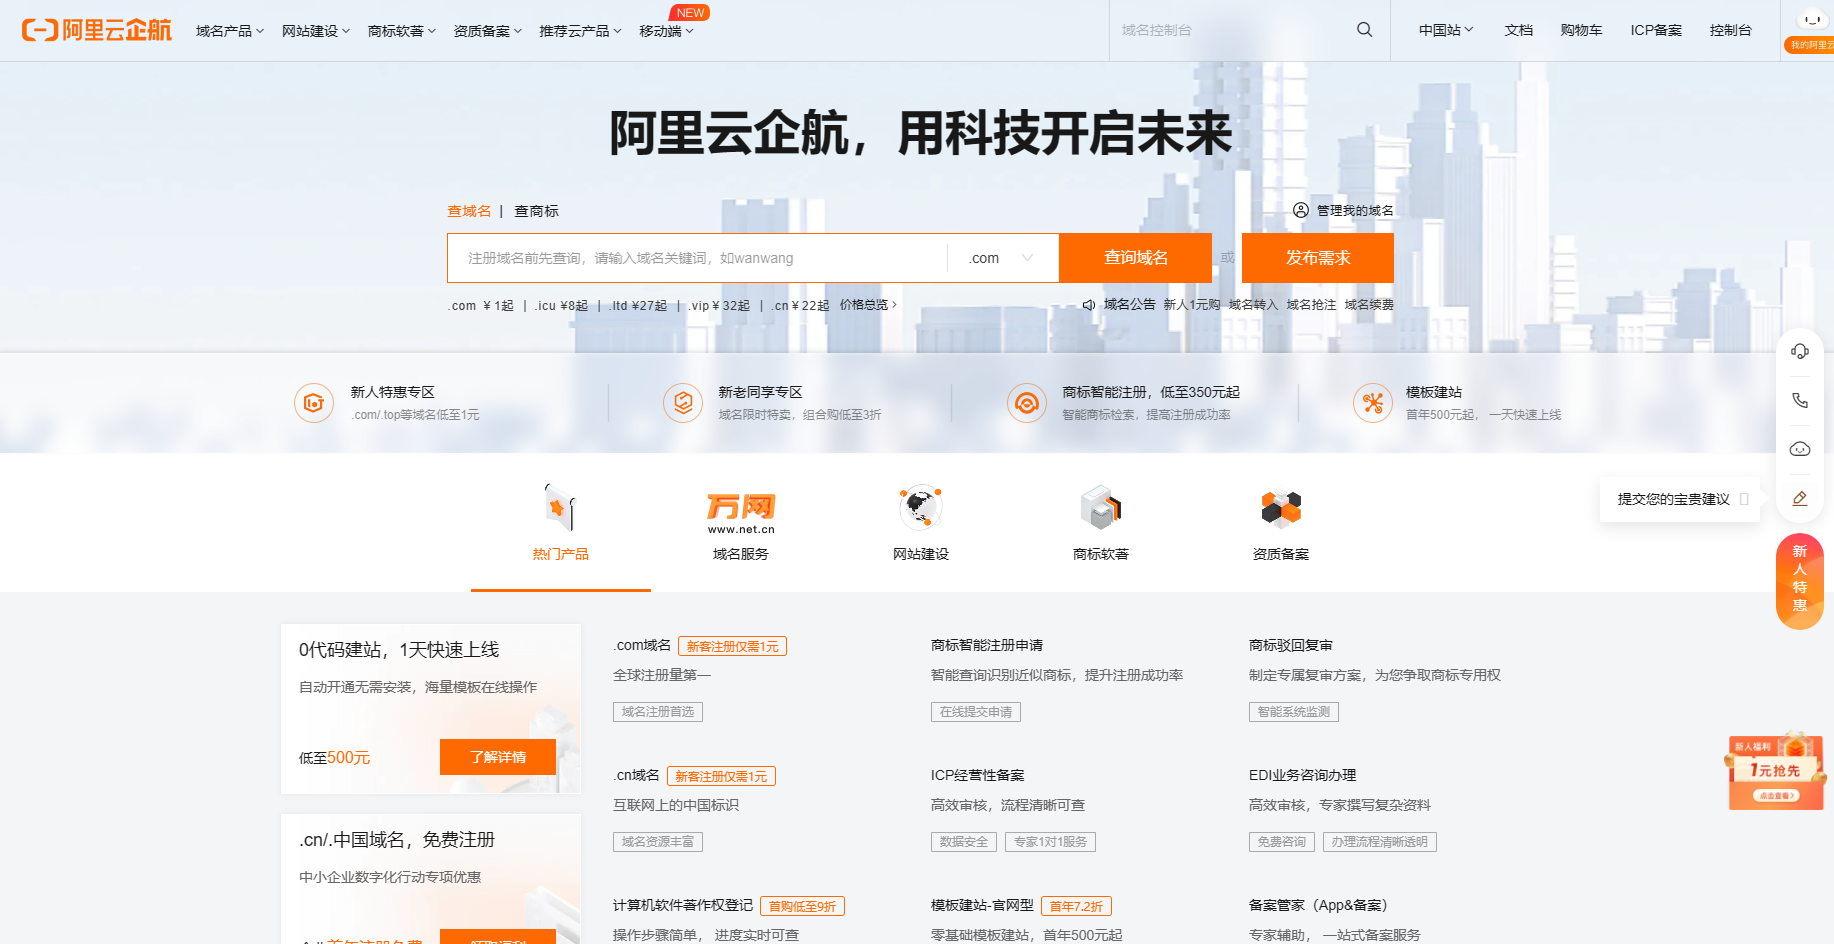 阿里云企航
域名产品
网站建设
商标软著
资质备案
推荐云产品
移动端
NEW
域名控制台
中国站
文档
购物车
ICP备案
控制台
我的阿里云
阿里云企航，用科技开启未来
查域名 | 查商标
管理我的域名
注册域名前先查询，请输入域名关键词，如wanwang
.com
查询域名
或
发布需求
.com ¥ 1起 | .icu ¥8起 | .ltd ¥27起 | .vip ¥ 32起 | .cn ¥ 22起 价格总览
域名公告 新人1元购 域名转入 域名抢注 域名续费
新人特惠专区
.com/.top等域名低至1元
新老同享专区
域名限时特卖，组合购低至3折
商标智能注册，低至350元起
智能商标检索，提高注册成功率
模板建站
首年500元起，一天快速上线
提交您的宝贵建议
新人特惠
热门产品
万网
www.net.cn
域名服务
网站建设
商标软著
资质备案
0代码建站，1天快速上线
自动开通无需安装，海量模板在线操作
低至500元
了解详情
.com域名 新客注册仅需1元
全球注册量第一
域名注册首选
商标智能注册申请
智能查询识别近似商标，提升注册成功率
在线提交申请
商标驳回复审
制定专属复审方案，为您争取商标专用权
智能系统监测
新人福利
1元抢先
点击查看>
.cn域名 新客注册仅需1元
互联网上的中国标识
域名资源丰富
ICP经营性备案
高效审核，流程清晰可查
数据安全 专家1对1服务
EDI业务咨询办理
高效审核，专家撰写复杂资料
免费咨询 办理流程清晰透明
.cn/.中国域名，免费注册
中小企业数字化行动专项优惠
计算机软件著作权登记 首购低至9折
操作步骤简单， 进度实时可查
模板建站-官网型 首年7.2折
零基础模板建站，首年500元起
备案管家（App&备案）
专家辅助， 一站式备案服务